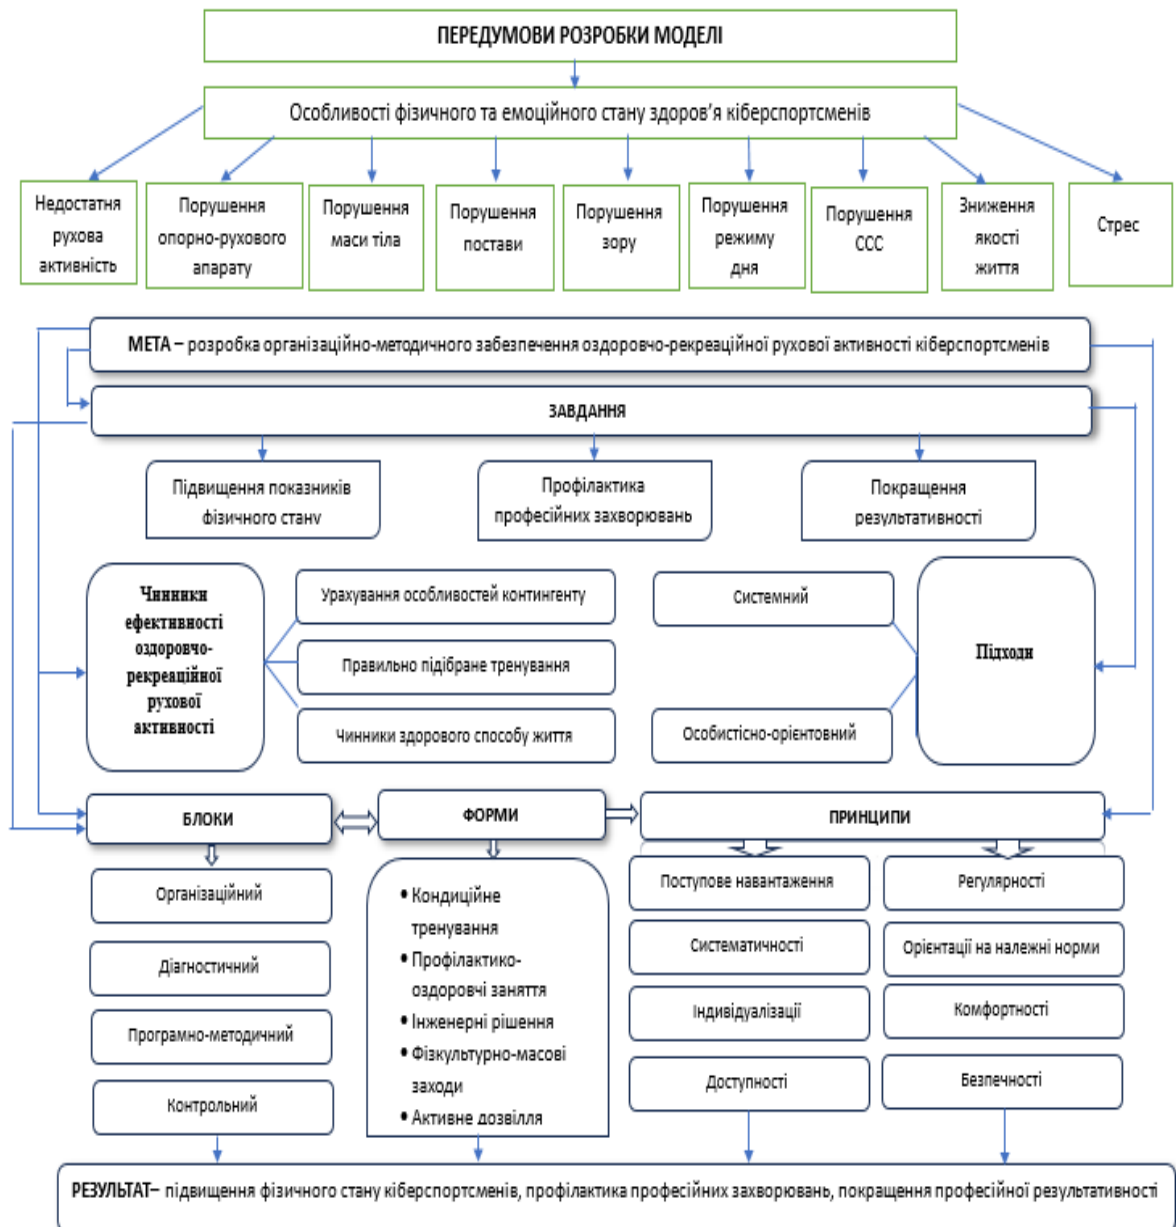 ПЕРЕДУМОВИ РОЗРОБКИ МОДЕЛІ
Особливості фізичного та емоційного стану здоров’я кіберспортсменів
Недостатня
рухова
активність
Порушення
опорно-рухового
апарату
Порушення
маси тіла
Порушення
постави
Порушення
зору
Порушення
режиму
дня
Порушення
ССС
Зниження
якості
життя
Стрес
МЕТА – розробка організаційно-методичного забезпечення оздоровчо-рекреаційної рухової активності кіберспортсменів
ЗАВДАННЯ
Підвищення показників
фізичного стану
Профілактика
професійних захворювань
Покращення
результативності
Чинники
ефективності
оздоровчо-
рекреаційної
рухової
активності
Урахування особливостей контингенту
Правильно підібране тренування
Чинники здорового способу життя
Системний
Особистісно-орієнтовний
Підходи
БЛОКИ
ФОРМИ
ПРИНЦИПИ
Організаційний
Діагностичний
Програмно-методичний
Контрольний
• Кондиційне
тренування
• Профілактико-
оздоровчі заняття
• Інженерні рішення
• Фізкультурно-масові
заходи
• Активне дозвілля
Поступове навантаження
Систематичності
Індивідуалізації
Доступності
Регулярності
Орієнтації на належні норми
Комфортності
Безпечності
РЕЗУЛЬТАТ– підвищення фізичного стану кіберспортсменів, профілактика професійних захворювань, покращення професійної результативності